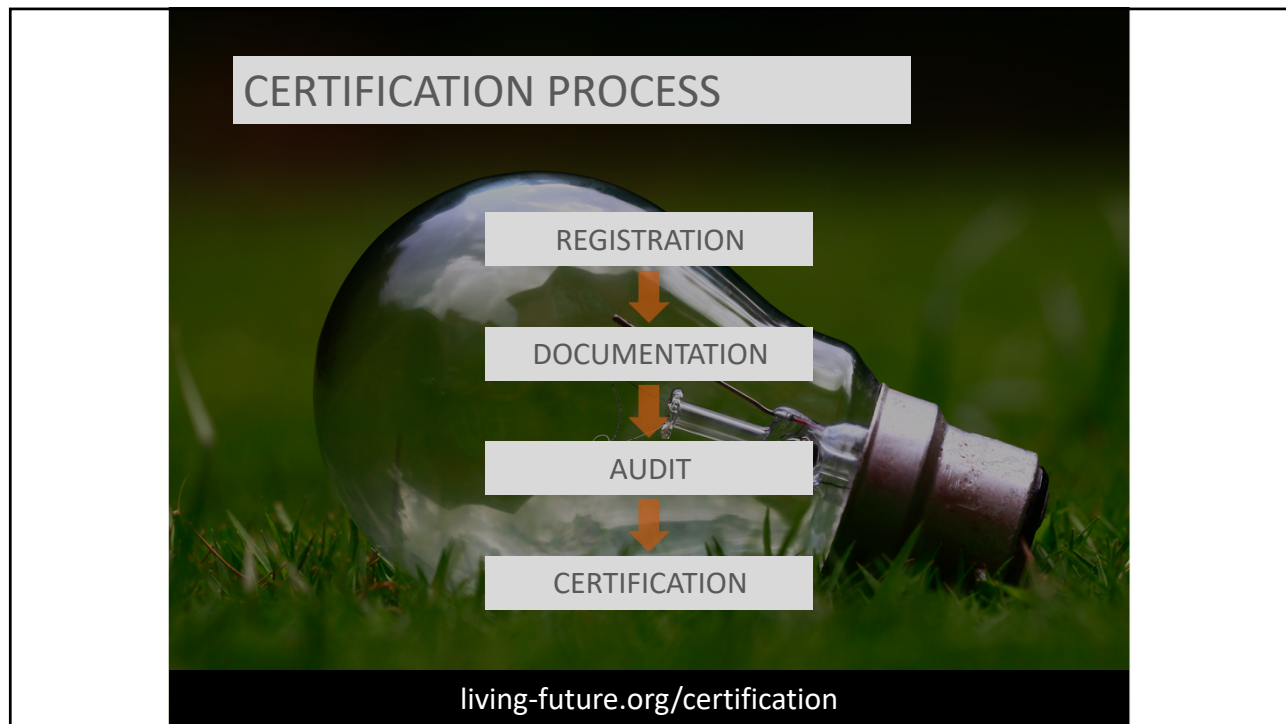 CERTIFICATION PROCESS
REGISTRATION
DOCUMENTATION
AUDIT
CERTIFICATION
living-future.org/certification